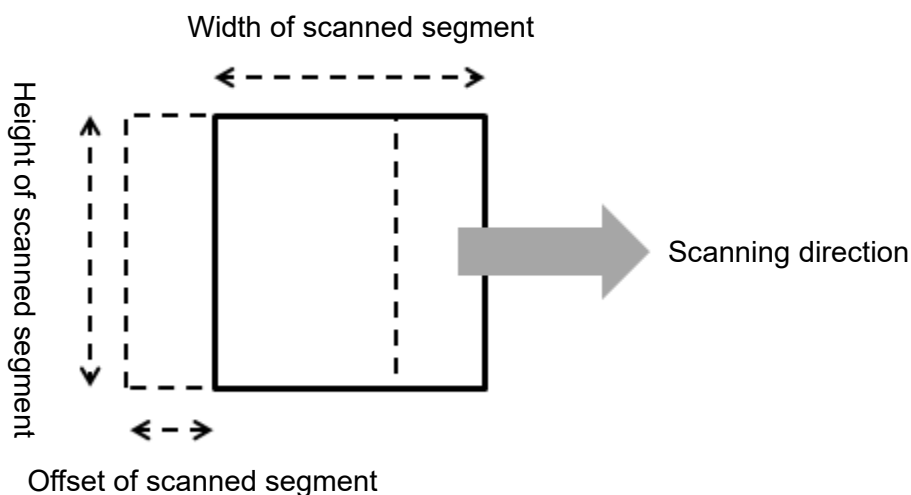 Width of scanned segment
Height of scanned segment
Scanning direction
Offset of scanned segment